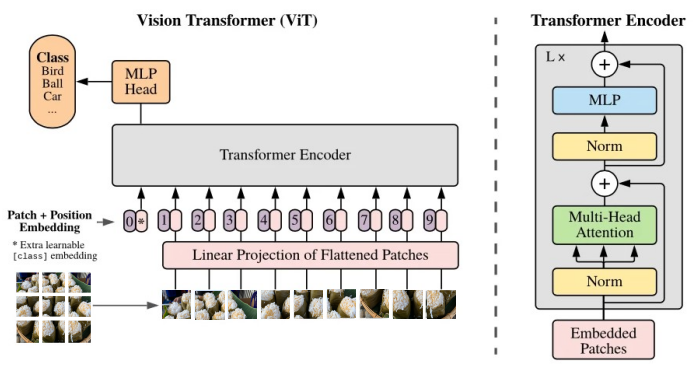 Vision Transformer (ViT)
Class
Bird
Ball
Car
...
MLP
Head
Transformer Encoder
Patch + Position
Embedding
0 * 1 2 3 4 5 6 7 8 9
* Extra learnable
[class] embedding
Linear Projection of Flattened Patches
Transformer Encoder
L x
+
MLP
Norm
+
Multi-Head
Attention
Norm
Embedded
Patches